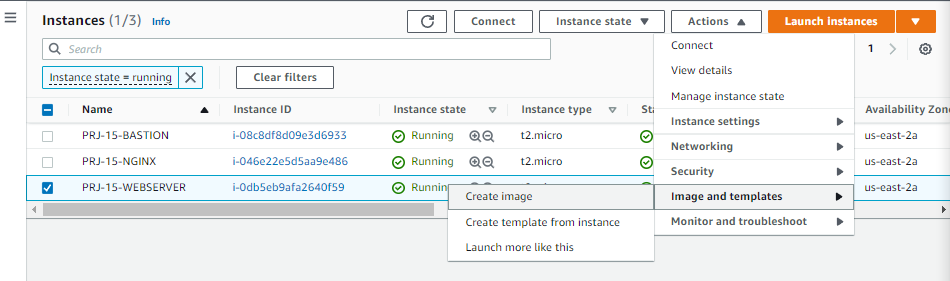 Instances (1/3) Info
Connect
Instance state
Actions
Launch instances
Search
1
Instance state = running
Clear filters
Connect
View details
Manage instance state
Instance settings
Networking
Security
Image and templates
Monitor and troubleshoot
Name Instance ID Instance state Instance type Sta Availability Zone
PRJ-15-BASTION i-08c8df8d09e3d6933 Running t2.micro us-east-2a
PRJ-15-NGINX i-046e22e5d5aa9e486 Running t2.micro us-east-2a
PRJ-15-WEBSERVER i-0db5eb9afa2640f59 Running us-east-2a
Create image
Create template from instance
Launch more like this